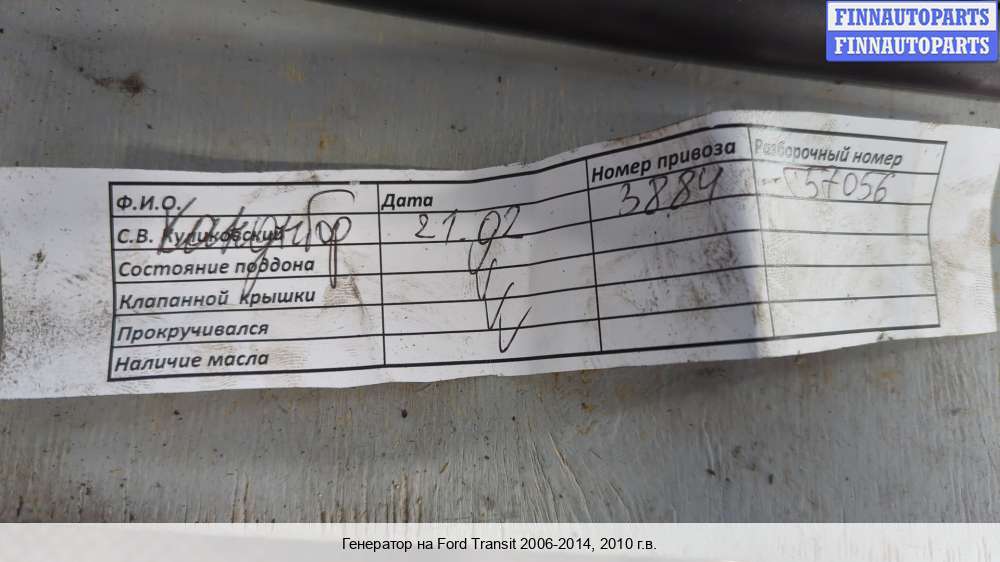 FINNAUTOPARTS
FINNAUTOPARTS
Ф.И.О. Дата Номер привоза Разборочный номер
С.В. Куликовский 21.02 3884 57056
Состояние поддона
Клапанной крышки
Прокручивался
Наличие масла
Генератор на Ford Transit 2006-2014, 2010 г.в.